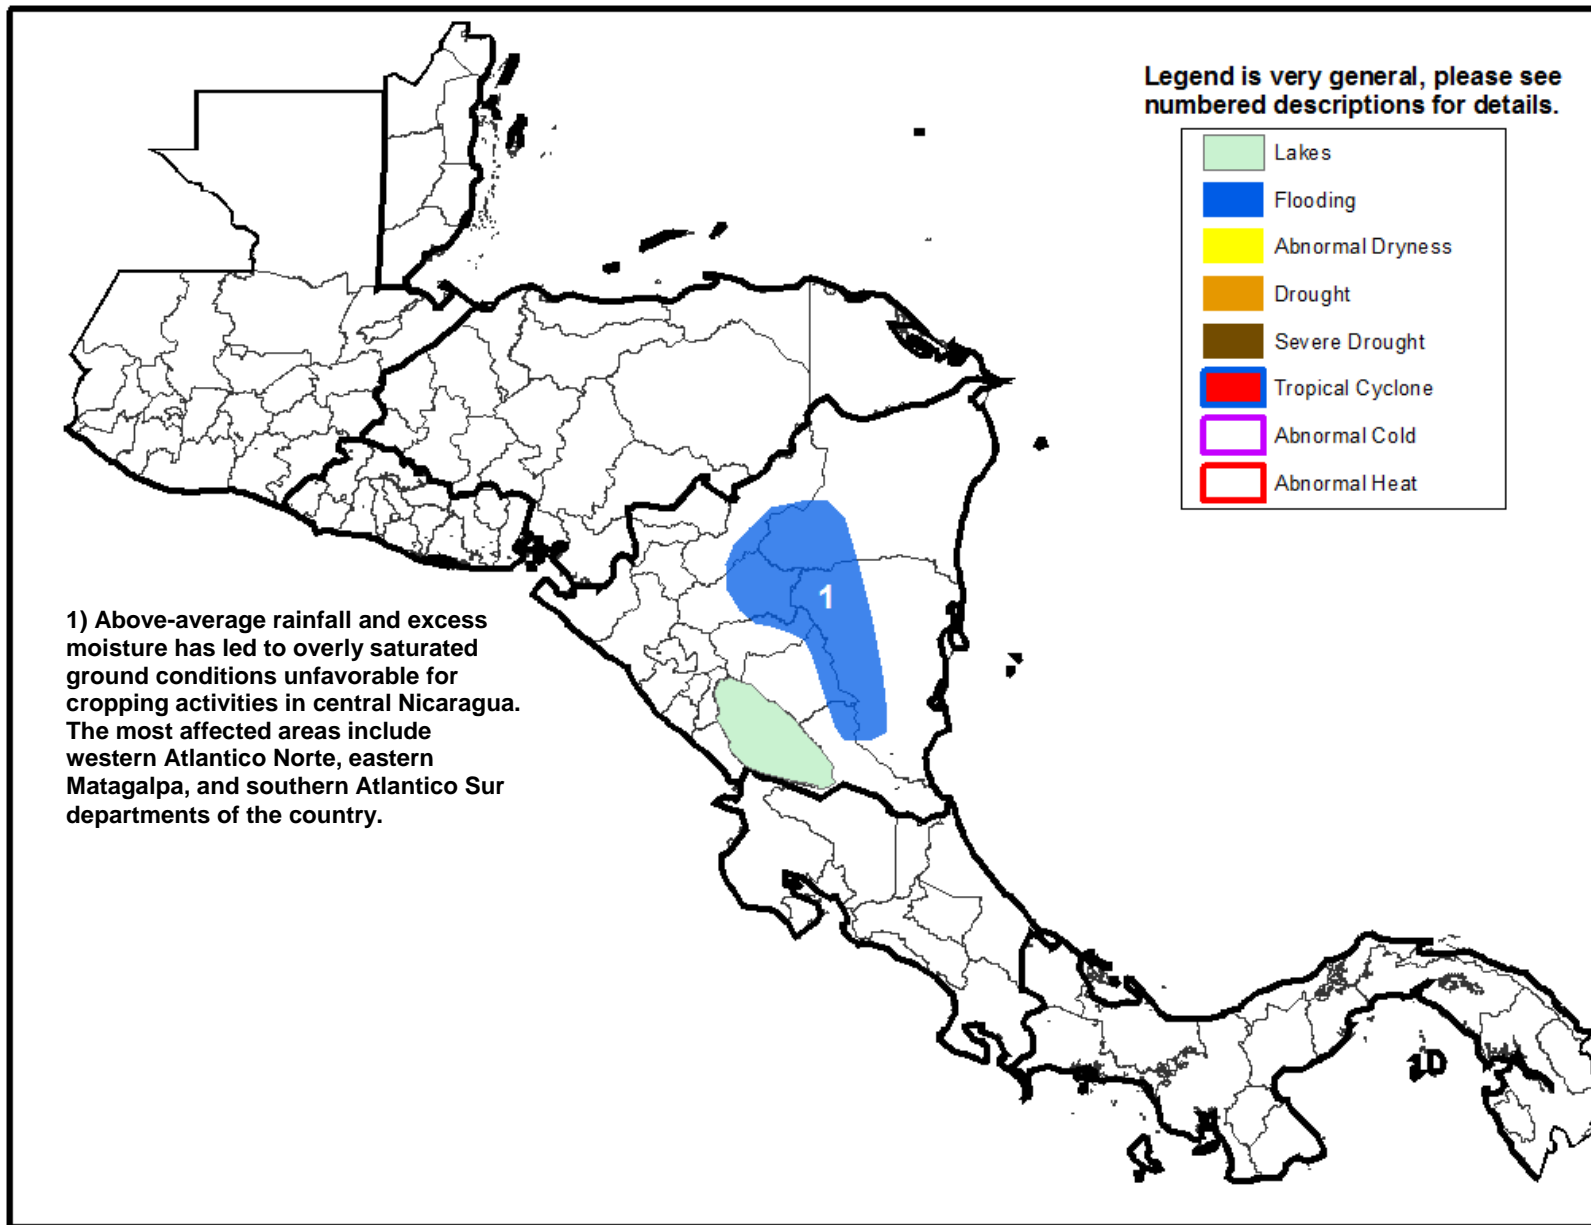 Legend is very general, please see
numbered descriptions for details.
Lakes
Flooding
Abnormal Dryness
Drought
Severe Drought
Tropical Cyclone
Abnormal Cold
Abnormal Heat
1
1) Above-average rainfall and excess
moisture has led to overly saturated
ground conditions unfavorable for
cropping activities in central Nicaragua.
The most affected areas include
western Atlantico Norte, eastern
Matagalpa, and southern Atlantico Sur
departments of the country.